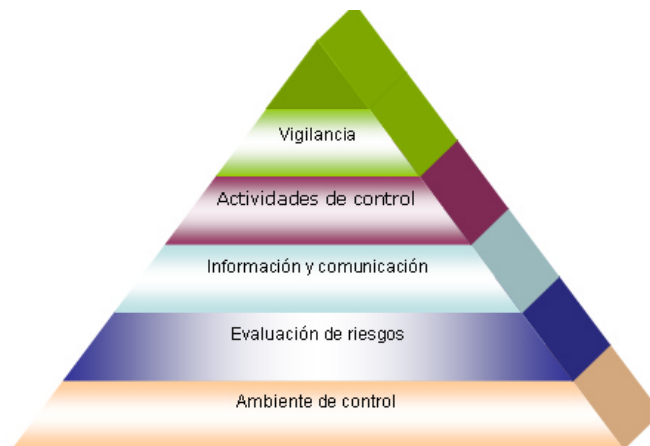 Vigilancia
Actividades de control
Información y comunicación
Evaluación de riesgos
Ambiente de control